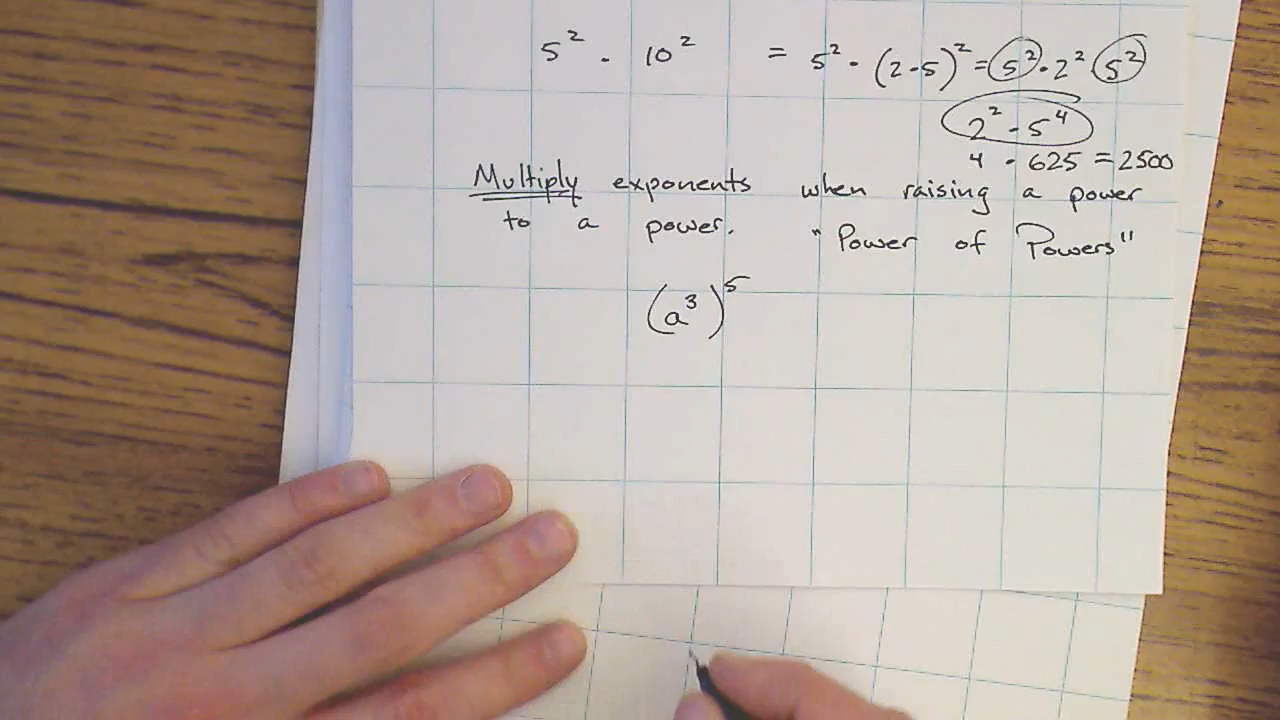 5² · 10² = 5² · (2·5)² = 5² · 2² 5²
2² · 5⁴
4 · 625 = 2500
Multiply exponents when raising a power
to a power. "Power of Powers"
(a³)⁵